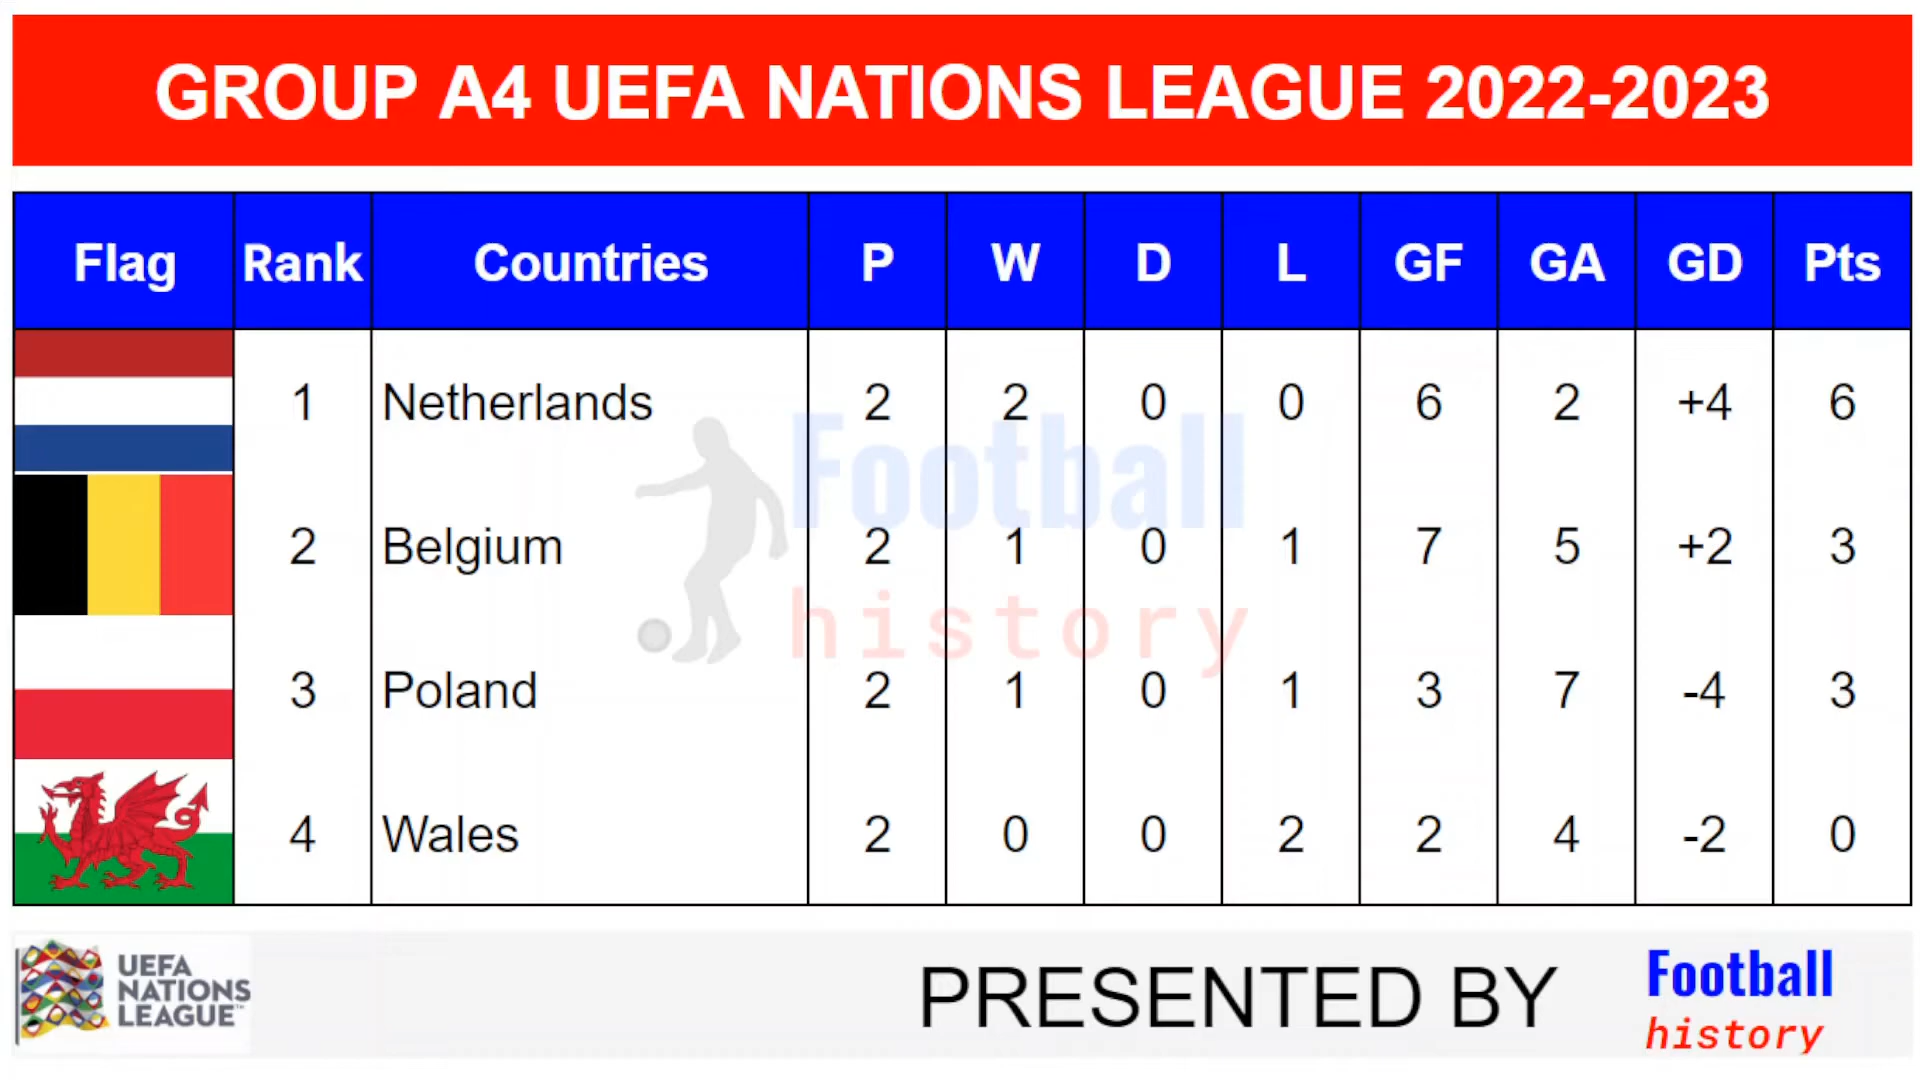 GROUP A4 UEFA NATIONS LEAGUE 2022-2023
Flag Rank Countries P W D L GF GA GD Pts
1 Netherlands 2 2 0 0 6 2 +4 6
2 Belgium 2 1 0 1 7 5 +2 3
3 Poland 2 1 0 1 3 7 -4 3
4 Wales 2 0 0 2 2 4 -2 0
Football
history
UEFA
NATIONS
LEAGUE™
PRESENTED BY
Football
history